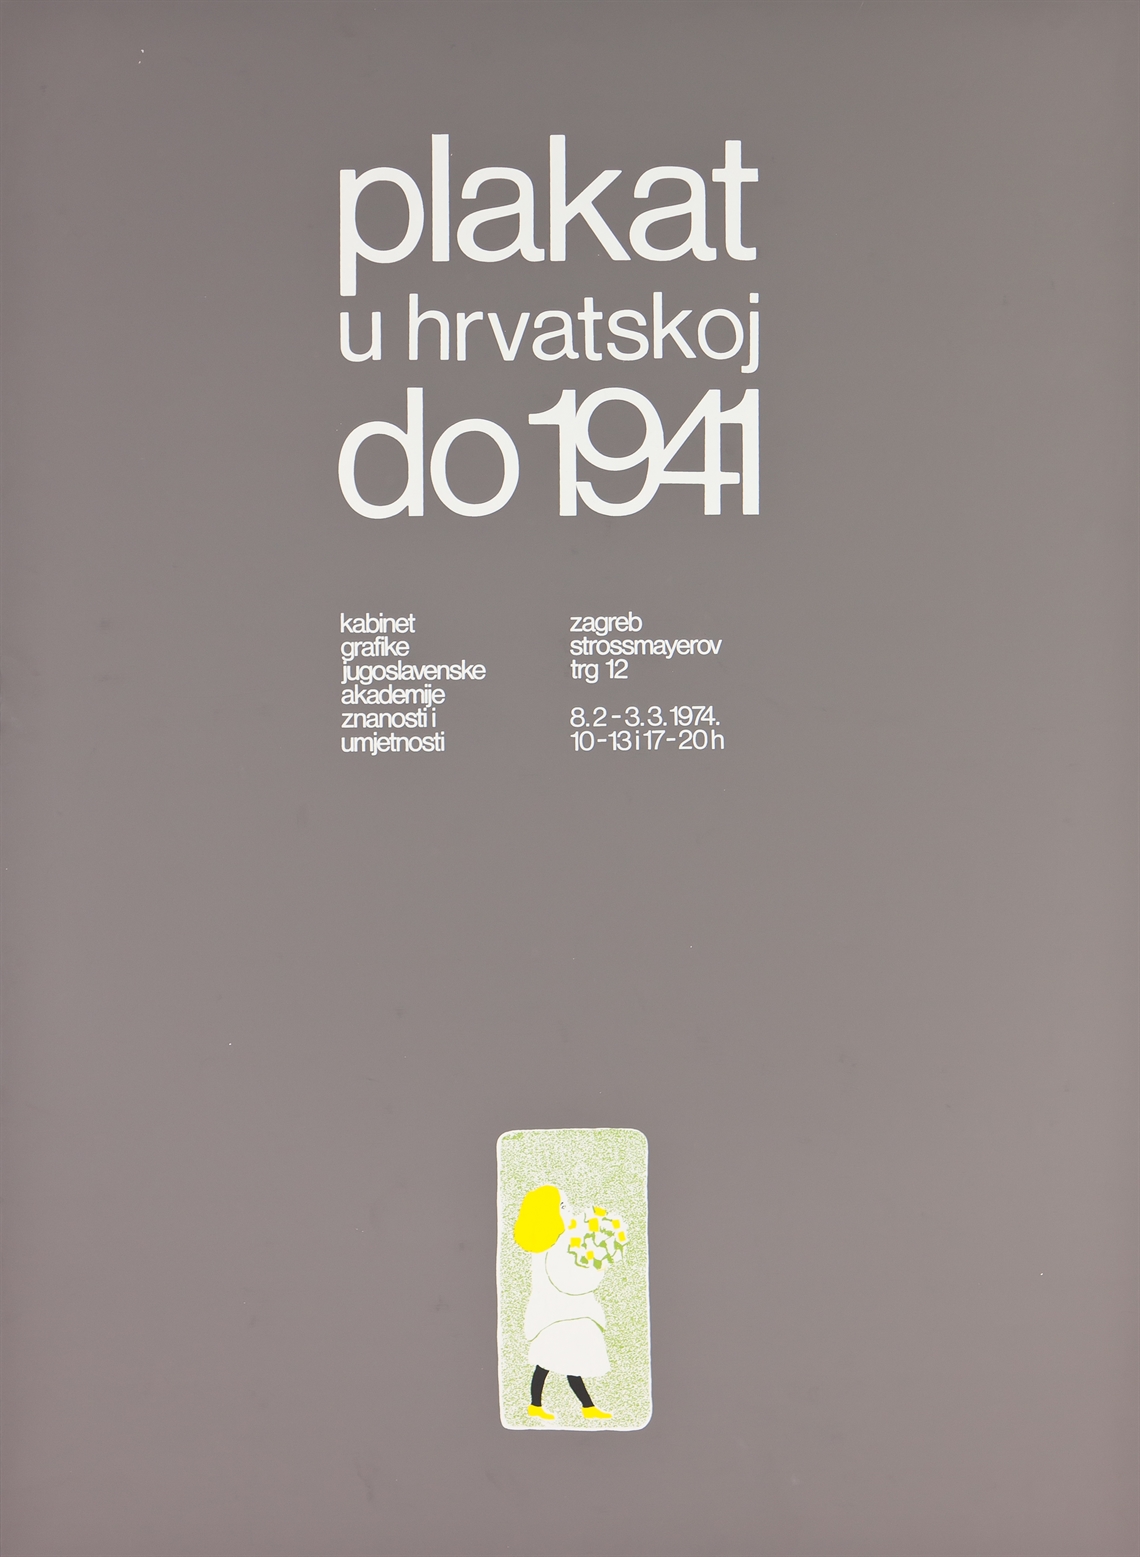 plakat
u hrvatskoj
do 1941
kabinet
grafike
jugoslavenske
akademije
znanosti i
umjetnosti
zagreb
strossmayerov
trg 12
8. 2 - 3. 3. 1974.
10-13 i 17-20 h